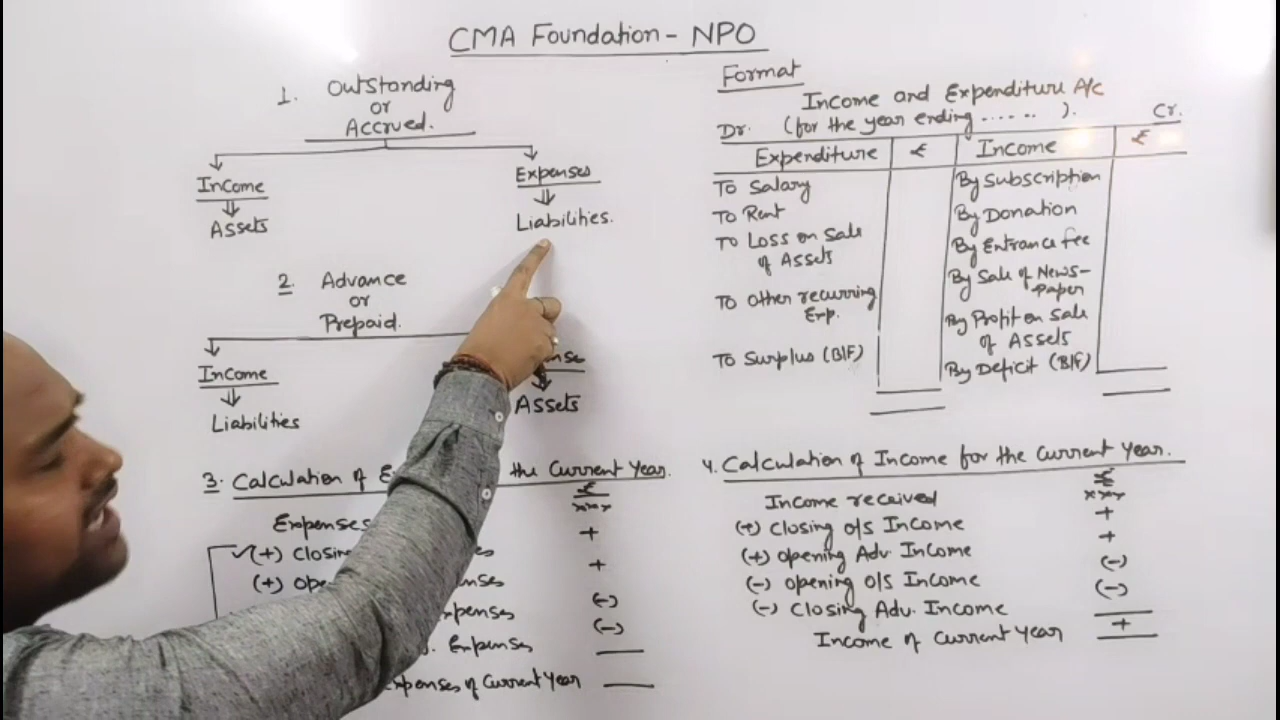 CMA Foundation - NPO
1. Outstanding
or
Accrued.
Income
Assets
Expenses
Liabilities.
2. Advance
or
Prepaid.
Income
Liabilities
Assets
3. Calculation of the Current Year.
₹
xxx
Expenses +
(+) Closing
+
(+)
(-)
Expenses
(-)
Expenses
Expenses of Current Year
Format
Income and Expenditure A/c
Dr. (for the year ending ...... ). Cr.
Expenditure ₹ Income ₹
To Salary
To Rent
To Loss on Sale
of Assets
To Other recurring
Exp.
To Surplus (B/F)
By Subscription
By Donation
By Entrance fee
By Sale of News-
Paper
By Profit on Sale
of Assets
By Deficit (B/F)
4. Calculation of Income for the Current Year.
₹
Income received xxx
(+) Closing o/s Income +
(+) Opening Adv. Income +
(-) Opening o/s Income (-)
(-) Closing Adv. Income (-)
Income of Current Year +